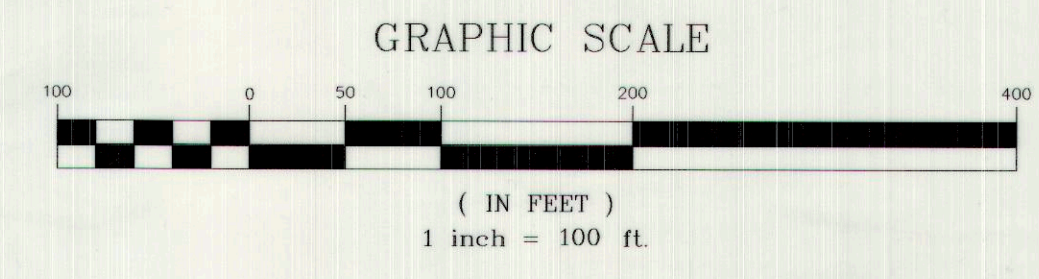 GRAPHIC SCALE
100 0 50 100 200 400
( IN FEET )
1 inch = 100 ft.